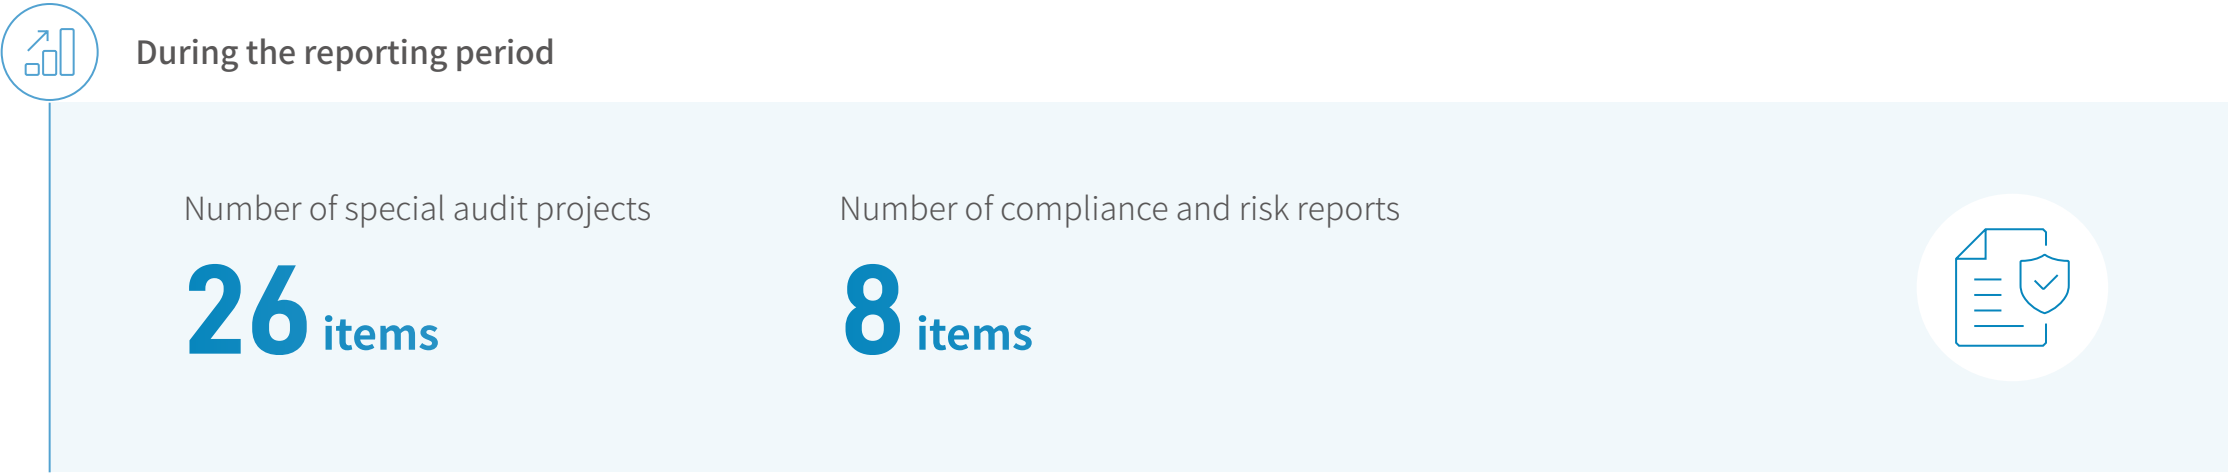 During the reporting period
Number of special audit projects
26 items
Number of compliance and risk reports
8 items